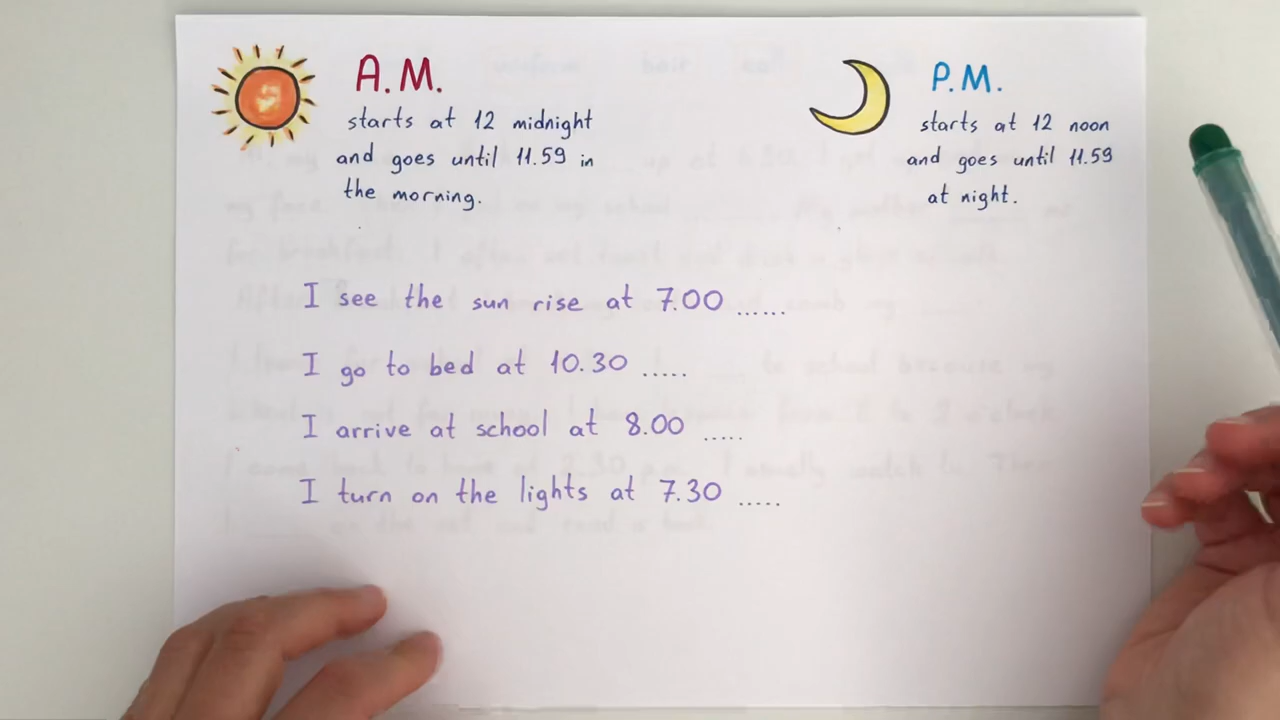 A.M.
starts at 12 midnight
and goes until 11.59 in
the morning.
P.M.
starts at 12 noon
and goes until 11.59
at night.
I see the sun rise at 7.00 ......
I go to bed at 10.30 .....
I arrive at school at 8.00 .....
I turn on the lights at 7.30 .....